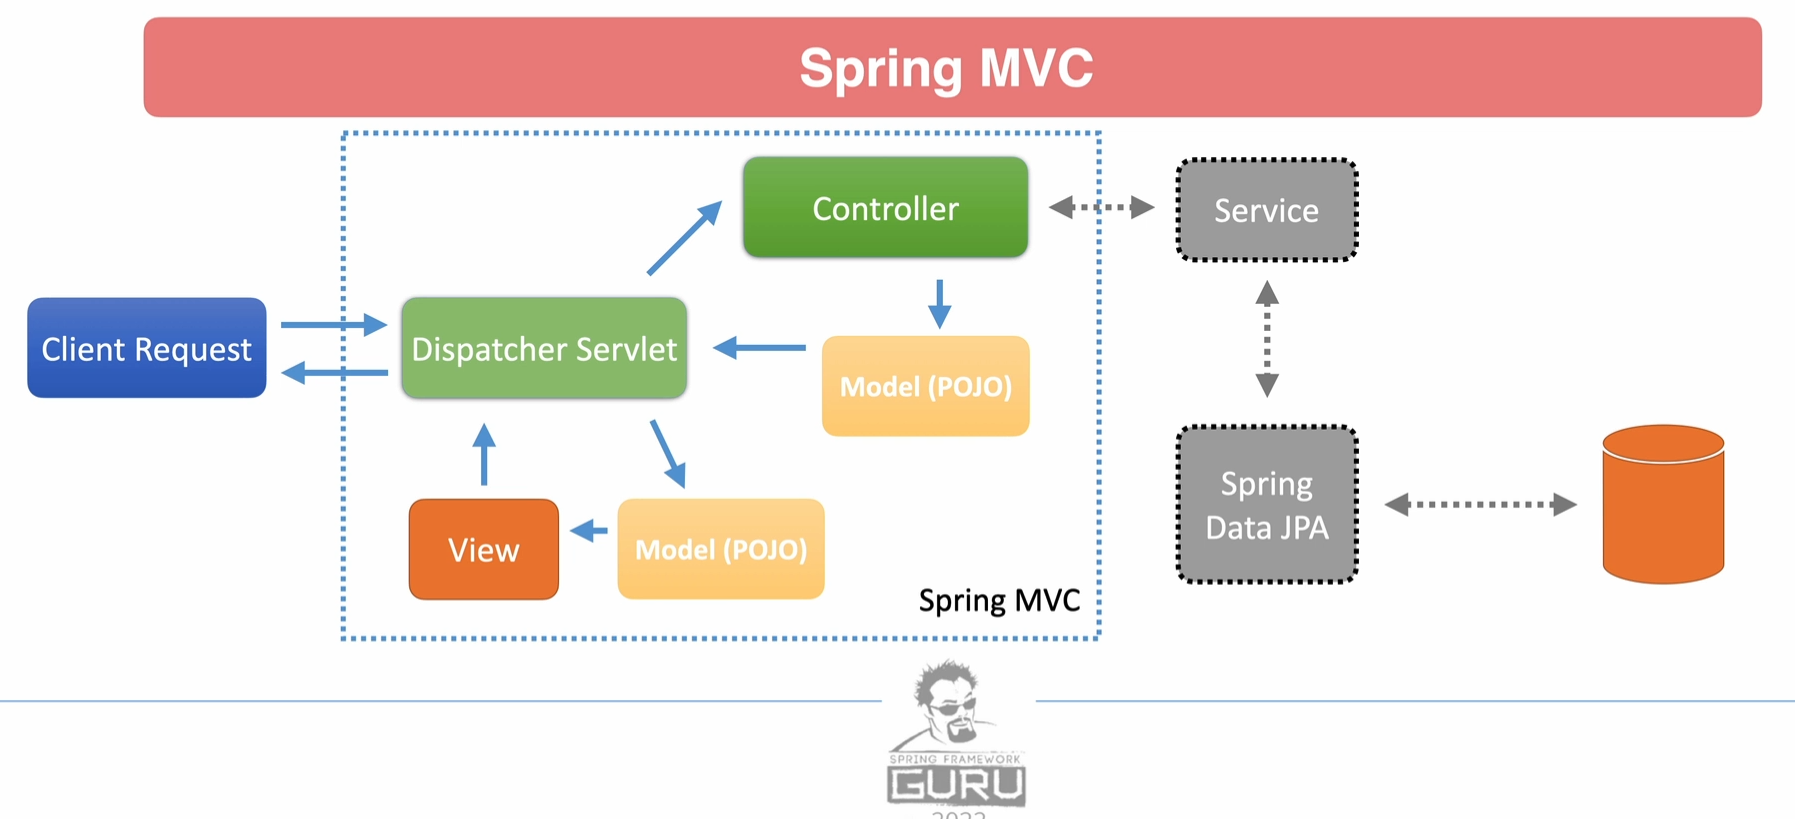 Spring MVC
Controller
Service
Client Request
Dispatcher Servlet
Model (POJO)
Spring
Data JPA
View
Model (POJO)
Spring MVC
SPRING FRAMEWORK
GURU
2022